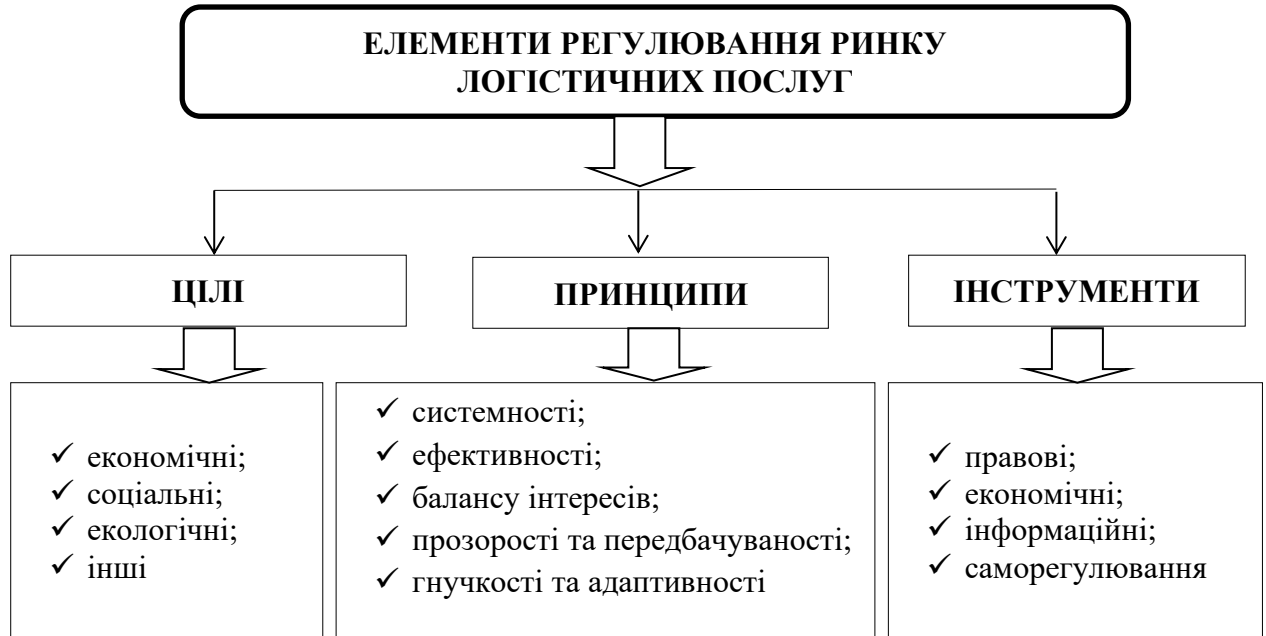 ЕЛЕМЕНТИ РЕГУЛЮВАННЯ РИНКУ
ЛОГІСТИЧНИХ ПОСЛУГ
ЦІЛІ
ПРИНЦИПИ
ІНСТРУМЕНТИ
✓ економічні;
✓ соціальні;
✓ екологічні;
✓ інші
✓ системності;
✓ ефективності;
✓ балансу інтересів;
✓ прозорості та передбачуваності;
✓ гнучкості та адаптивності
✓ правові;
✓ економічні;
✓ інформаційні;
✓ саморегулювання